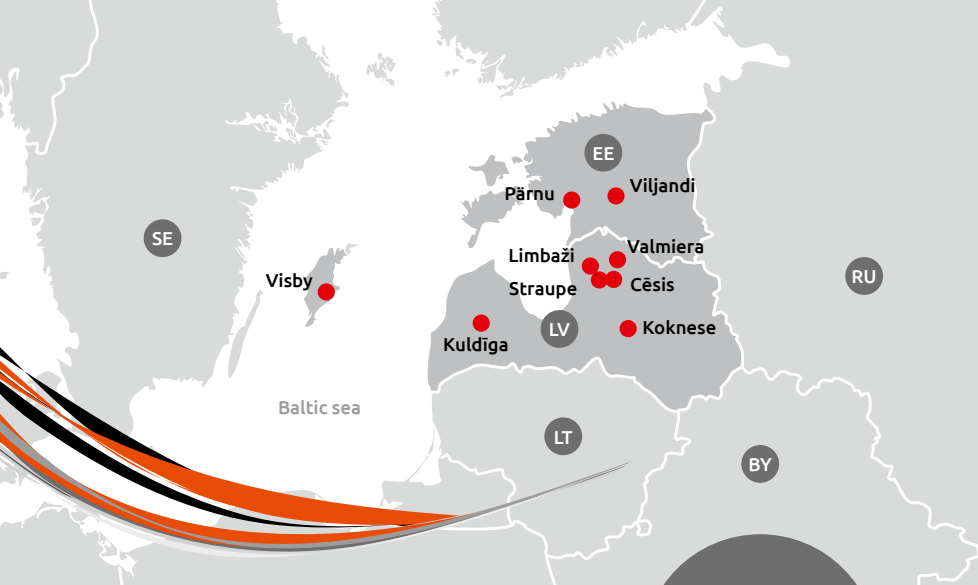 EE
Viljandi
Pärnu
SE
Valmiera
Limbaži
RU
Visby
Straupe
Cēsis
LV
Koknese
Kuldīga
Baltic sea
LT
BY